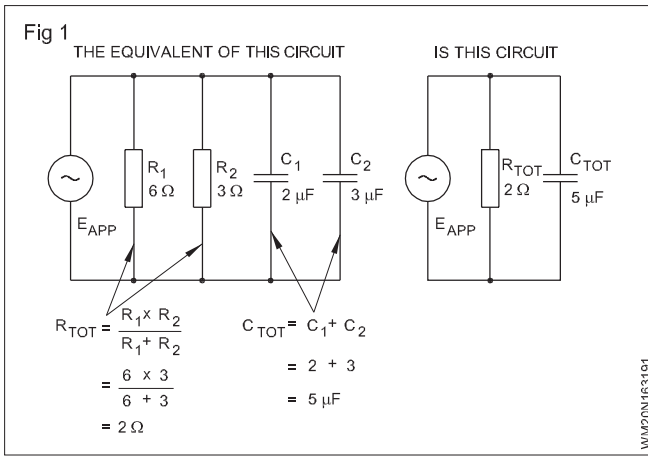 Fig 1
THE EQUIVALENT OF THIS CIRCUIT
IS THIS CIRCUIT
R1
6 Ω
R2
3 Ω
C1
2 µF
C2
3 µF
EAPP
RTOT
2 Ω
CTOT
5 µF
EAPP
RTOT = R1 x R2
R1 + R2
= 6 x 3
6 + 3
= 2 Ω
CTOT = C1 + C2
= 2 + 3
= 5 µF
WM20N163191